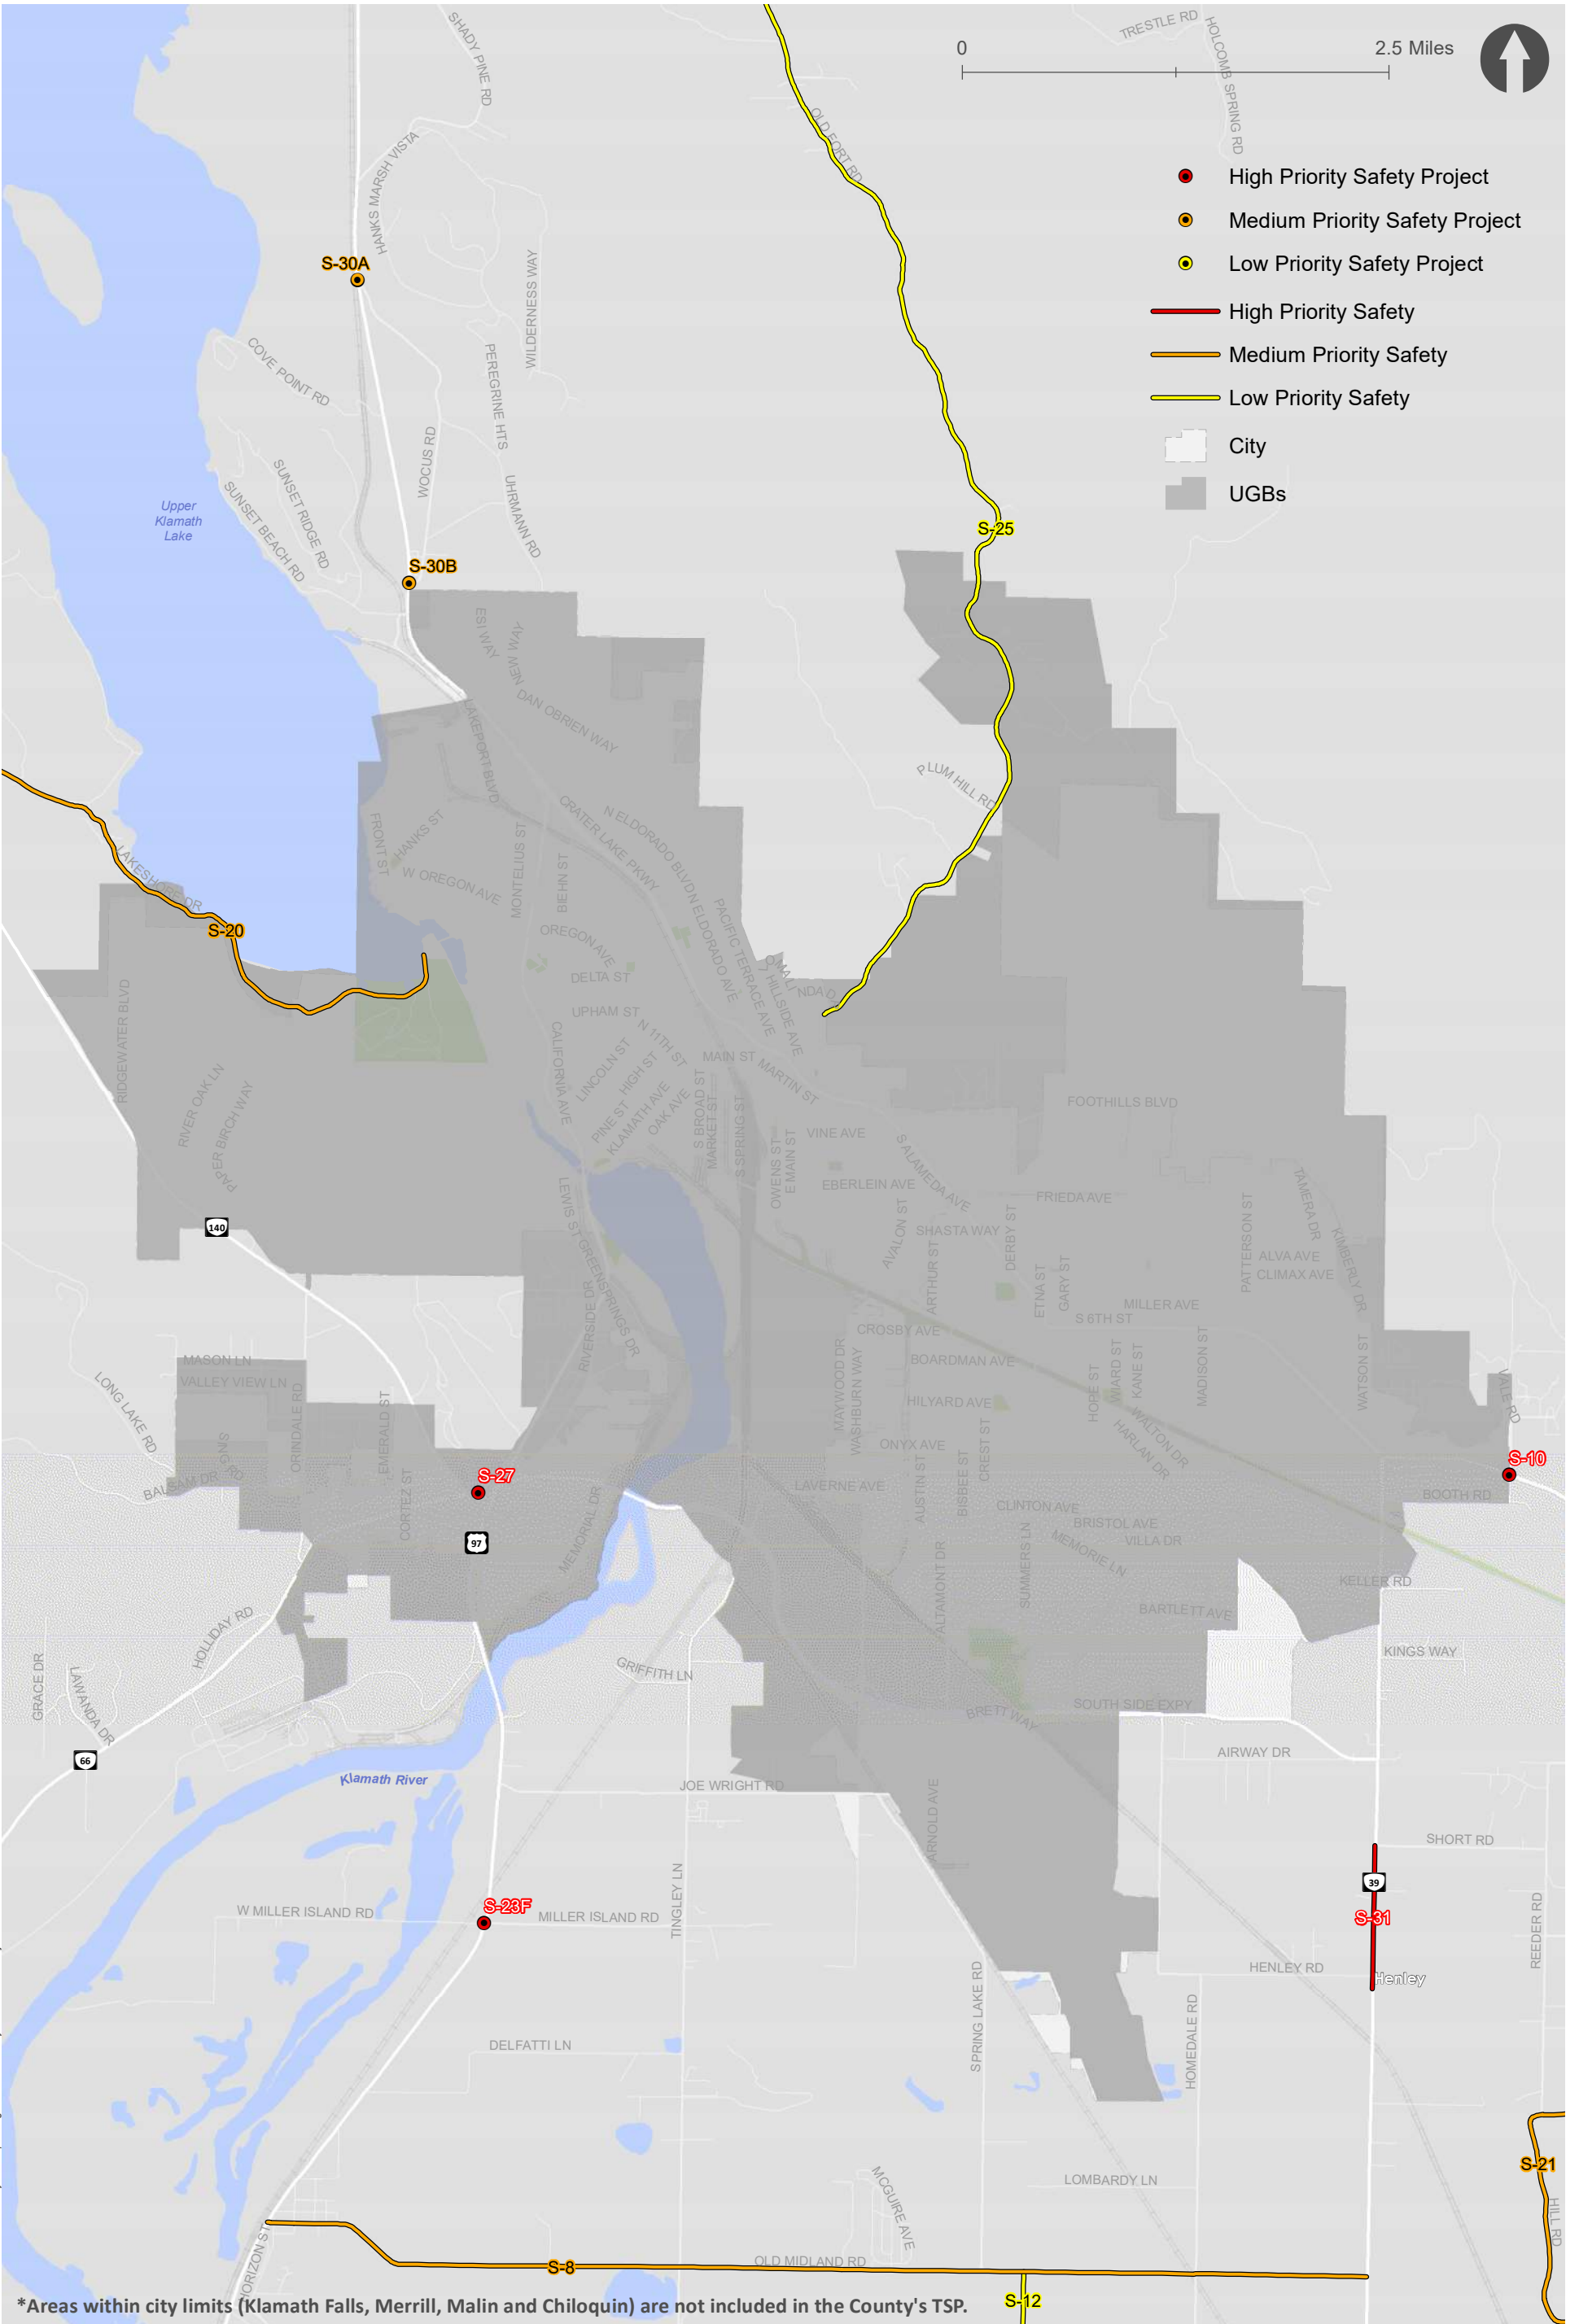 0 2.5 Miles
High Priority Safety Project
Medium Priority Safety Project
Low Priority Safety Project
High Priority Safety
Medium Priority Safety
Low Priority Safety
City
UGBs
TRESTLE RD
HOLCOMB SPRING RD
SHADY PINE RD
OLD FORT RD
HANKS MARSH VISTA
S-30A
WILDERNESS WAY
COVE POINT RD
PEREGRINE HTS
WOCUS RD
SUNSET RIDGE RD
SUNSET BEACH RD
UHRMANN RD
Upper
Klamath
Lake
S-25
S-30B
ESI WAY
NEW WAY
DAN OBRIEN WAY
LAKEPORT BLVD
PLUM HILL RD
FRONT ST
HANKS ST
CRATER LAKE PKWY
N ELDORADO BLVD
N ELDORADO AVE
W OREGON AVE
MONTELIUS ST
BIEHN ST
LAKESHORE DR
S-20
PACIFIC TERRACE AVE
OREGON AVE
DELTA ST
HILLSIDE AVE
UPHAM ST
RIDGEWATER BLVD
CALIFORNIA AVE
N 11TH ST
LINCOLN ST
HIGH ST
MAIN ST
MARTIN ST
PINE ST
KLAMATH AVE
OAK AVE
S BROAD ST
MARKET ST
S SPRING ST
RIVER OAK LN
PAPER BIRCH WAY
FOOTHILLS BLVD
VINE AVE
OWENS ST
E MAIN ST
S ALAMEDA AVE
EBERLEIN AVE
FRIEDA AVE
TAMERA DR
PATTERSON ST
KIMBERLY DR
140
LEWIS ST
GREENSPRINGS DR
AVALON ST
SHASTA WAY
DERBY ST
ALVA AVE
CLIMAX AVE
ARTHUR ST
ETNA ST
GARY ST
MILLER AVE
S 6TH ST
RIVERSIDE DR
CROSBY AVE
MAYWOOD DR
WASHBURN WAY
BOARDMAN AVE
HOPE ST
WIARD ST
KANE ST
MADISON ST
WATSON ST
MASON LN
VALLEY VIEW LN
LONG LAKE RD
ORINDALE RD
EMERALD ST
HILYARD AVE
VALE RD
ONYX AVE
CREST ST
WALTON DR
HARLAN DR
S-10
BALSAM DR
CORTEZ ST
S-27
LAVERNE AVE
AUSTIN ST
BISBEE ST
BOOTH RD
CLINTON AVE
BRISTOL AVE
VILLA DR
97
MEMORIAL DR
MEMORIE LN
SUMMERS LN
ALTAMONT DR
KELLER RD
BARTLETT AVE
HOLLIDAY RD
GRACE DR
LAWANDA DR
GRIFFITH LN
KINGS WAY
SOUTH SIDE EXPY
BRETT WAY
66
AIRWAY DR
Klamath River
JOE WRIGHT RD
ARNOLD AVE
SHORT RD
39
S-23F
W MILLER ISLAND RD
MILLER ISLAND RD
TINGLEY LN
S-31
REEDER RD
HENLEY RD
Henley
SPRING LAKE RD
HOMEDALE RD
DELFATTI LN
S-21
LOMBARDY LN
MCGUIRE AVE
HILL RD
HORIZON ST
OLD MIDLAND RD
S-8
S-12
*Areas within city limits (Klamath Falls, Merrill, Malin and Chiloquin) are not included in the County's TSP.